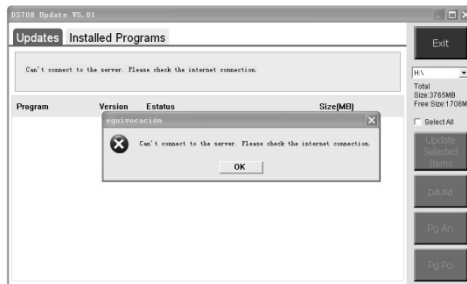 DS708 Update V5.01
Updates Installed Programs
Exit
Can't connect to the server. Please check the internet connection.
H:\
Total
Size:3765MB
Free Size:1708M
Program Version Estatus Size(MB)
Select All
equivocación
Can't connect to the server. Please check the internet connection.
OK
Update
Selected
Items
pausa
Pg An
Pg Po